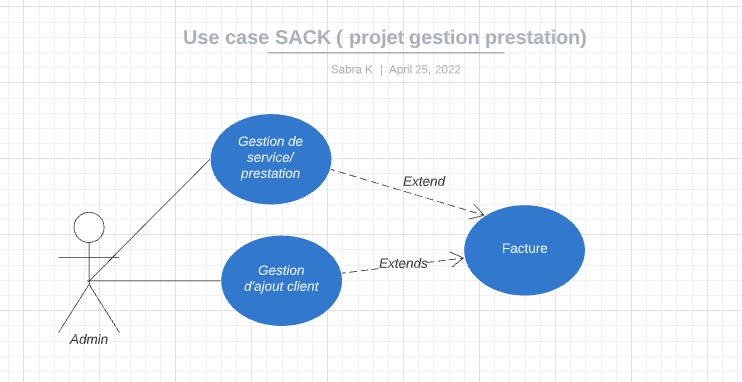 Use case SACK ( projet gestion prestation)
Sabra K | April 25, 2022
Gestion de
service/
prestation
Extend
Facture
Extends
Gestion
d'ajout client
Admin